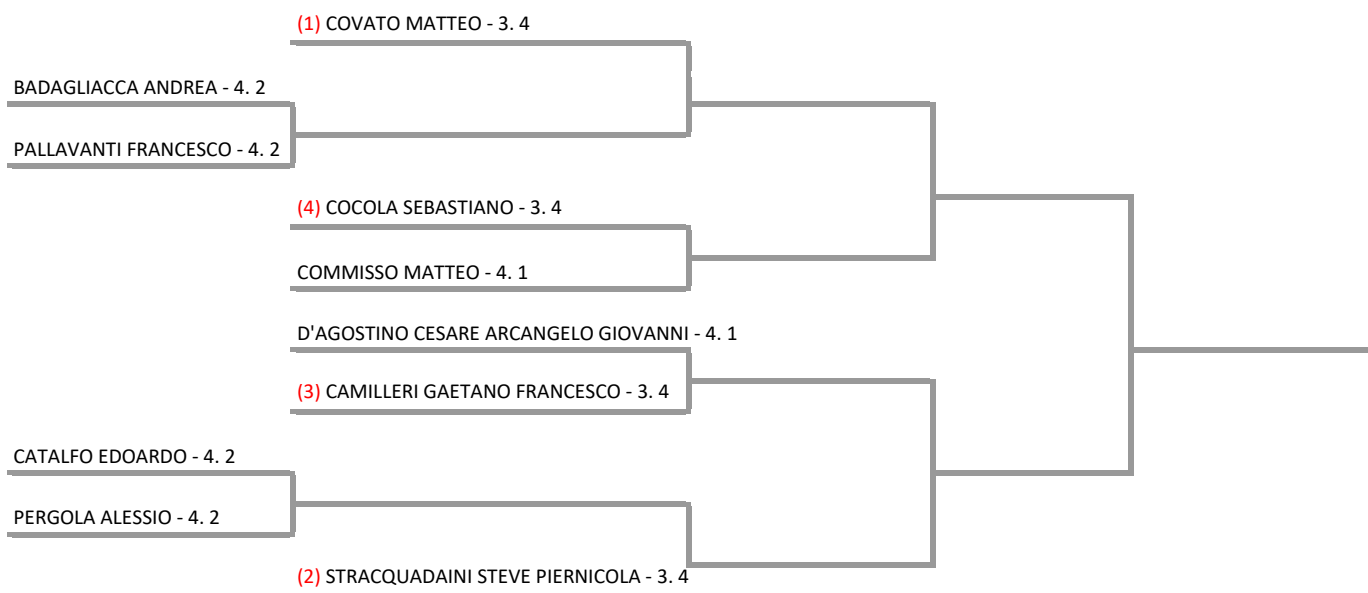 (1) COVATO MATTEO - 3. 4
BADAGLIACCA ANDREA - 4. 2
PALLAVANTI FRANCESCO - 4. 2
(4) COCOLA SEBASTIANO - 3. 4
COMMISSO MATTEO - 4. 1
D'AGOSTINO CESARE ARCANGELO GIOVANNI - 4. 1
(3) CAMILLERI GAETANO FRANCESCO - 3. 4
CATALFO EDOARDO - 4. 2
PERGOLA ALESSIO - 4. 2
(2) STRACQUADAINI STEVE PIERNICOLA - 3. 4